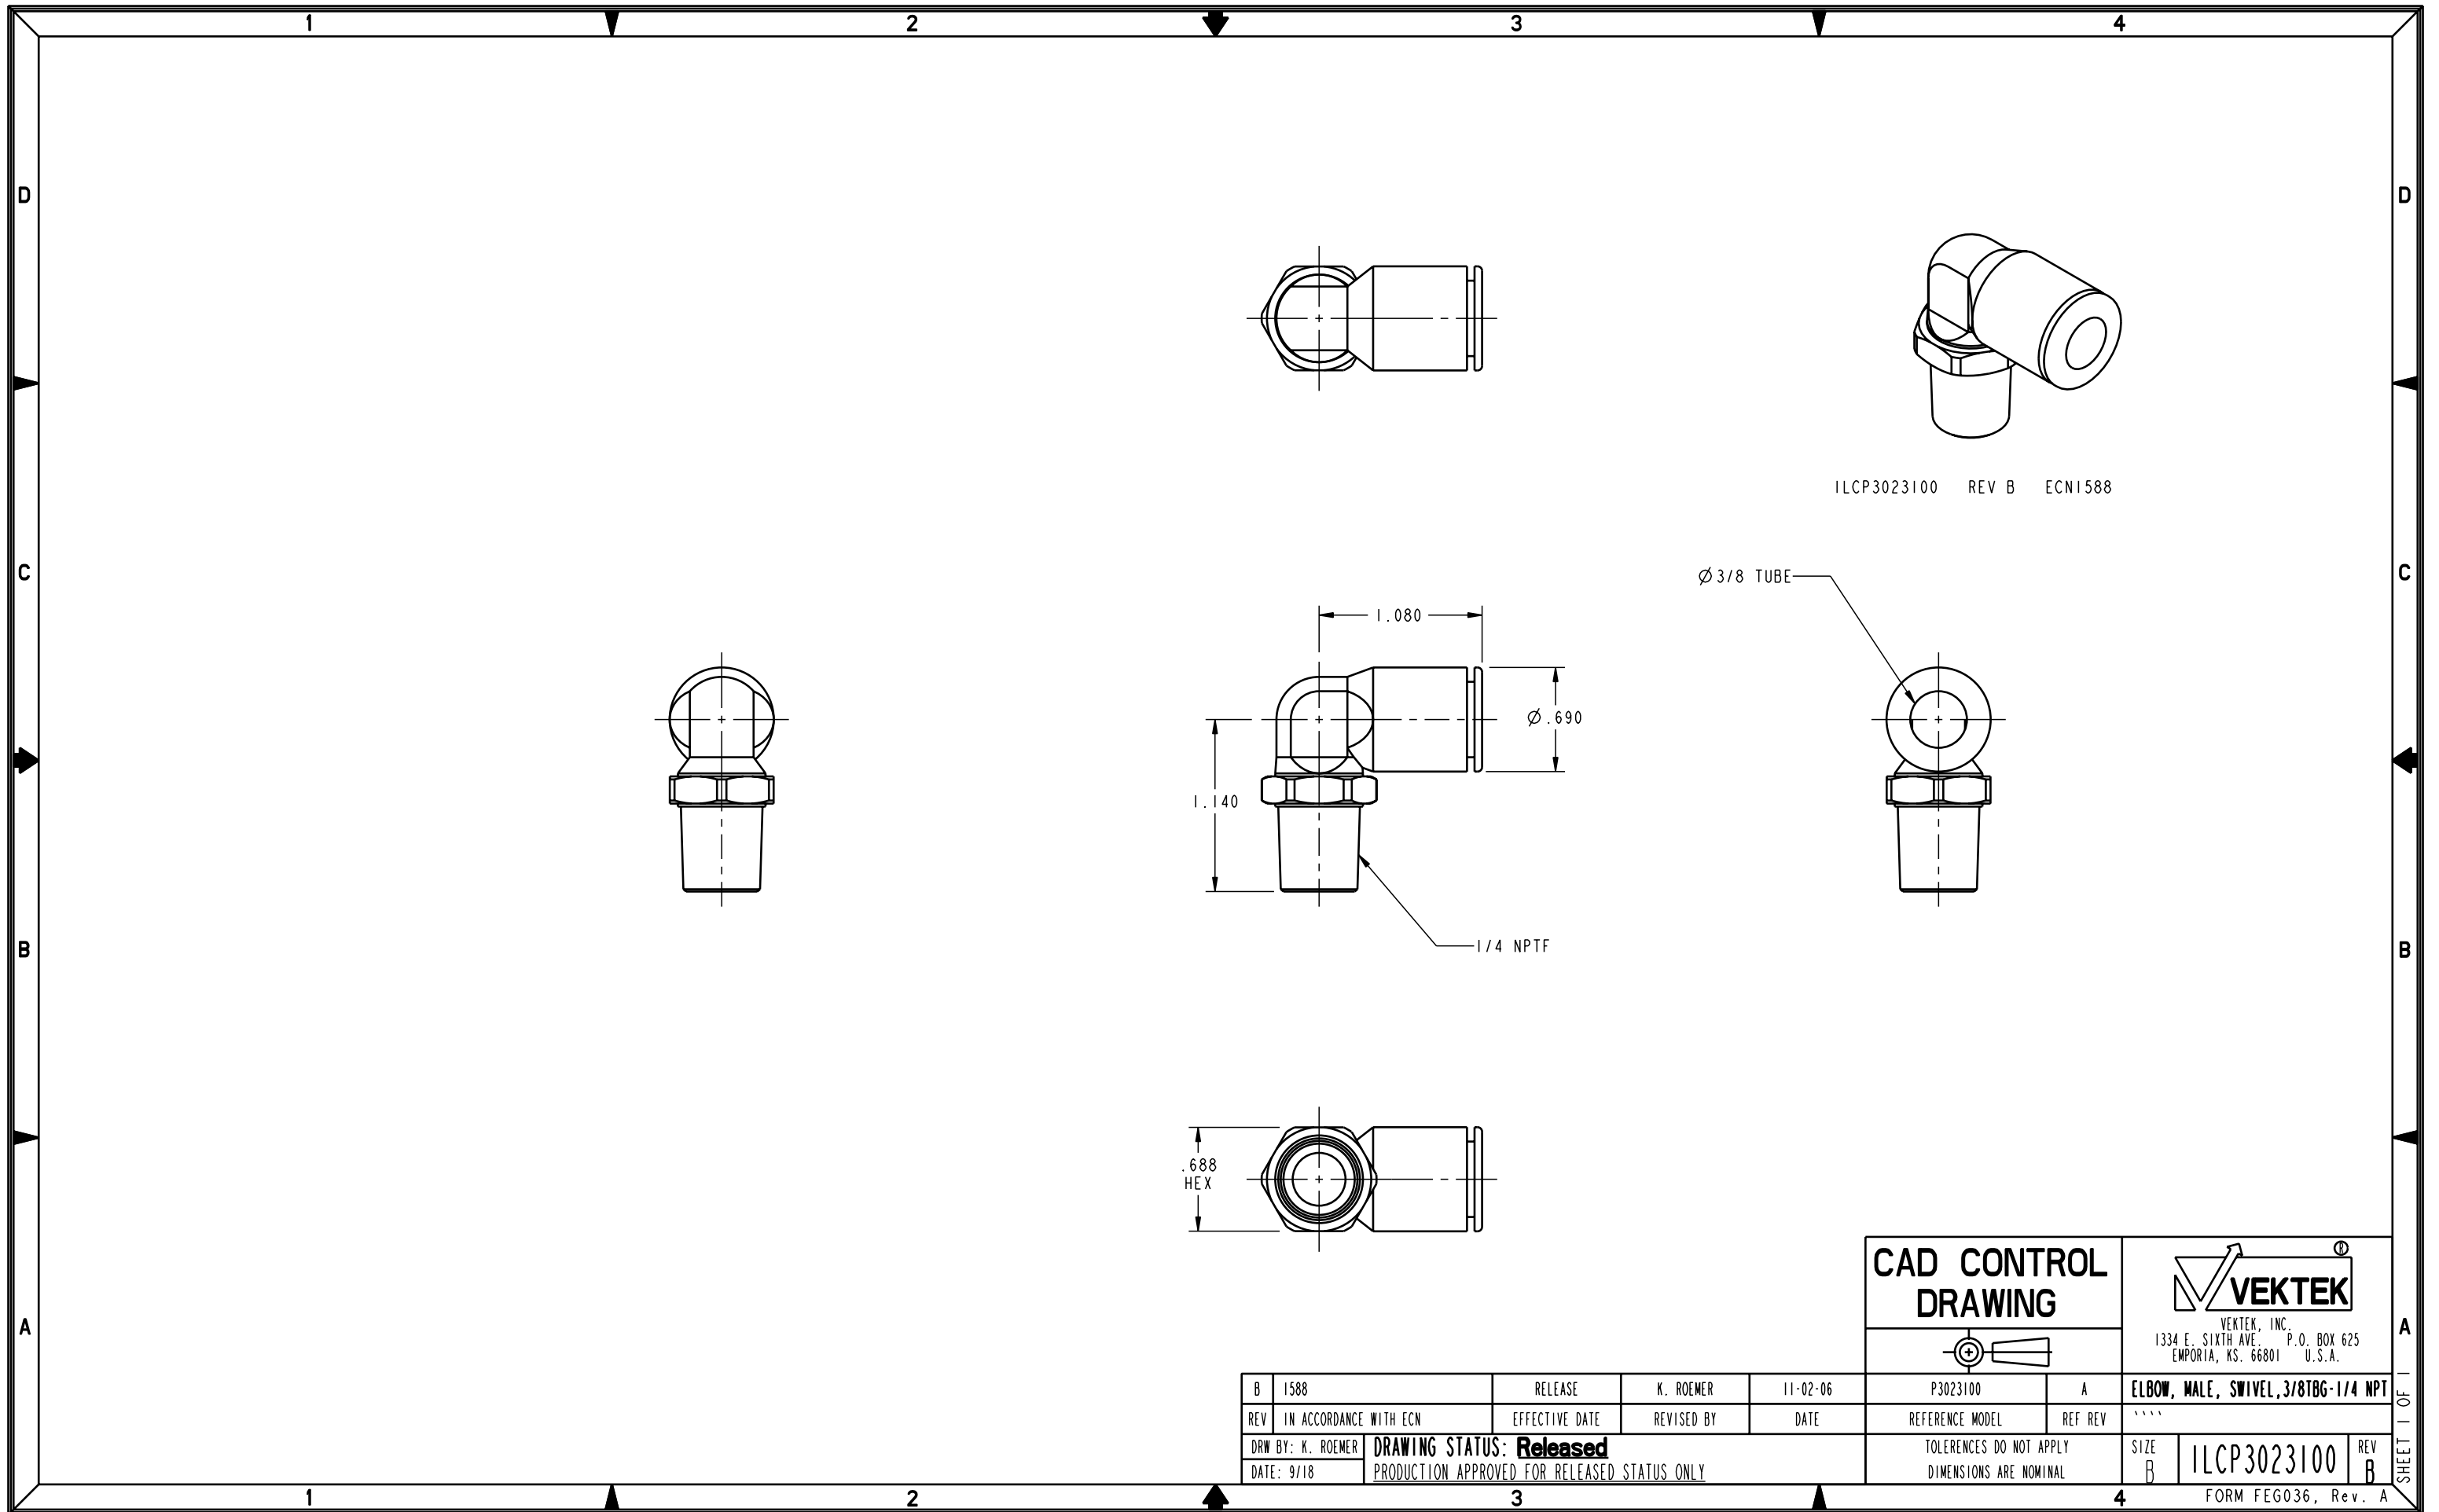 1 2 3 4
D D
ILCP3023100 REV B ECN1588
C C
Ø3/8 TUBE
1.080
Ø.690
1.140
1/4 NPTF
B B
.688
HEX
A A
CAD CONTROL
DRAWING
®
VEKTEK
VEKTEK, INC.
1334 E. SIXTH AVE. P.O. BOX 625
EMPORIA, KS. 66801 U.S.A.
B 1588 RELEASE K. ROEMER 11-02-06 P3023100 A ELBOW, MALE, SWIVEL,3/8TBG-1/4 NPT
REV IN ACCORDANCE WITH ECN EFFECTIVE DATE REVISED BY DATE REFERENCE MODEL REF REV ````
DRW BY: K. ROEMER DRAWING STATUS: Released TOLERENCES DO NOT APPLY SIZE ILCP3023100 REV
DATE: 9/18 PRODUCTION APPROVED FOR RELEASED STATUS ONLY DIMENSIONS ARE NOMINAL B B
SHEET 1 OF 1
1 2 3 4
FORM FEG036, Rev. A